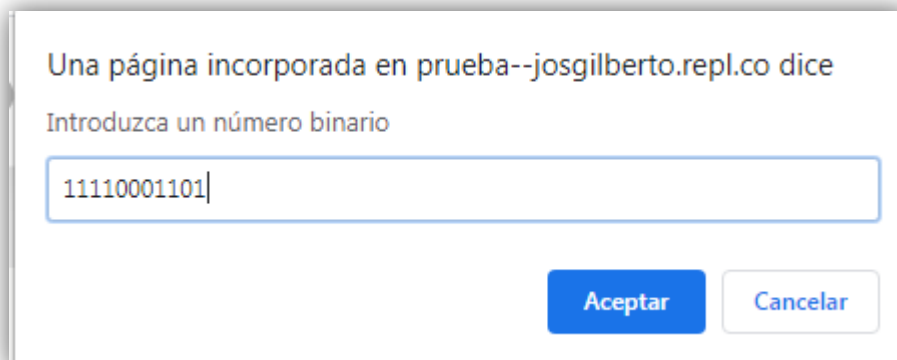 Una página incorporada en prueba--josgilberto.repl.co dice
Introduzca un número binario
11110001101
Aceptar Cancelar